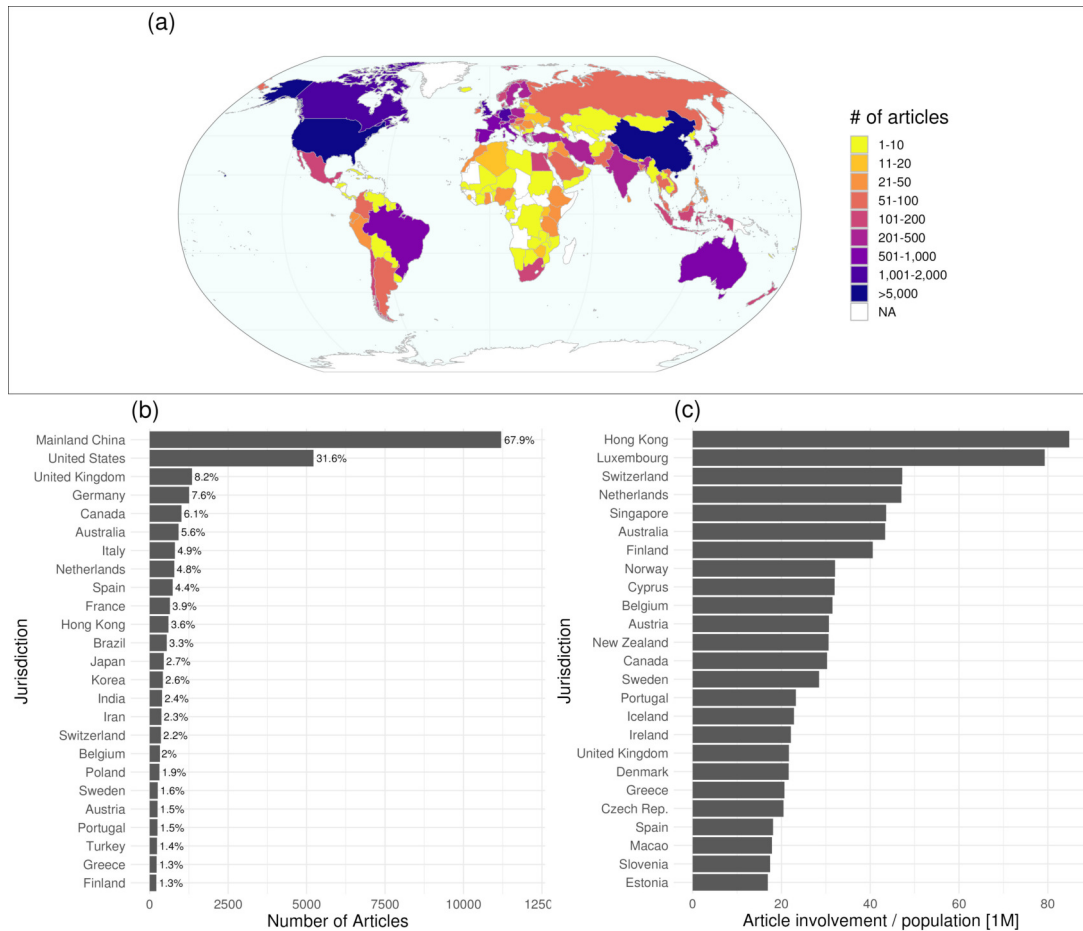 (a)
# of articles
1-10
11-20
21-50
51-100
101-200
201-500
501-1,000
1,001-2,000
>5,000
NA
(b)
Jurisdiction
Mainland China 67.9%
United States 31.6%
United Kingdom 8.2%
Germany 7.6%
Canada 6.1%
Australia 5.6%
Italy 4.9%
Netherlands 4.8%
Spain 4.4%
France 3.9%
Hong Kong 3.6%
Brazil 3.3%
Japan 2.7%
Korea 2.6%
India 2.4%
Iran 2.3%
Switzerland 2.2%
Belgium 2%
Poland 1.9%
Sweden 1.6%
Austria 1.5%
Portugal 1.5%
Turkey 1.4%
Greece 1.3%
Finland 1.3%
0 2500 5000 7500 10000 1250
Number of Articles
(c)
Jurisdiction
Hong Kong
Luxembourg
Switzerland
Netherlands
Singapore
Australia
Finland
Norway
Cyprus
Belgium
Austria
New Zealand
Canada
Sweden
Portugal
Iceland
Ireland
United Kingdom
Denmark
Greece
Czech Rep.
Spain
Macao
Slovenia
Estonia
0 20 40 60 80
Article involvement / population [1M]